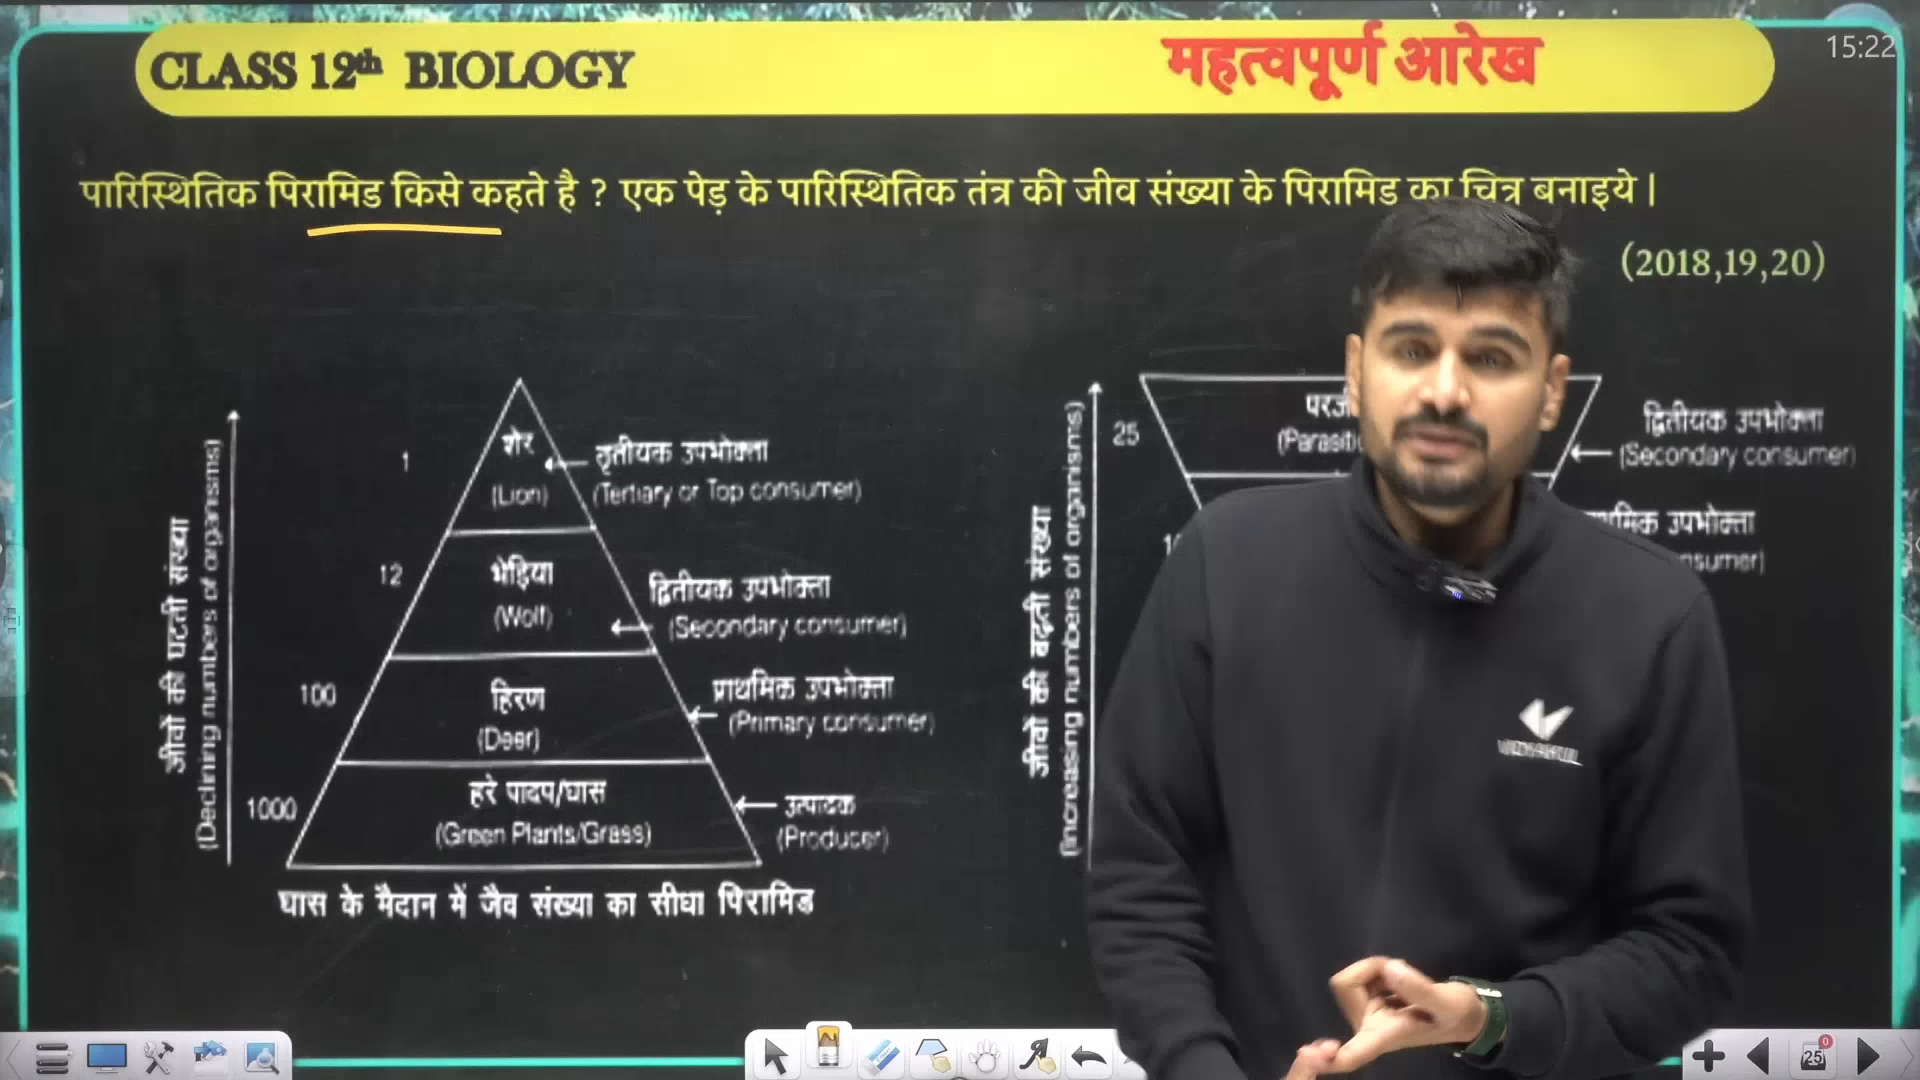 CLASS 12th BIOLOGY
महत्वपूर्ण आरेख
15:22
पारिस्थितिक पिरामिड किसे कहते है ? एक पेड़ के पारिस्थितिक तंत्र की जीव संख्या के पिरामिड का चित्र बनाइये |
(2018,19,20)
जीवों की घटती संख्या
(Declining numbers of organisms)
1
शेर
(Lion)
तृतीयक उपभोक्ता
(Tertiary or Top consumer)
12
भेड़िया
(Wolf)
द्वितीयक उपभोक्ता
(Secondary consumer)
100
हिरण
(Deer)
प्राथमिक उपभोक्ता
(Primary consumer)
1000
हरे पादप/घास
(Green Plants/Grass)
उत्पादक
(Producer)
घास के मैदान में जैव संख्या का सीधा पिरामिड
जीवों की बढ़ती संख्या
(Increasing numbers of organisms)
25
द्वितीयक उपभोक्ता
(Secondary consumer)
उपभोक्ता
25
0